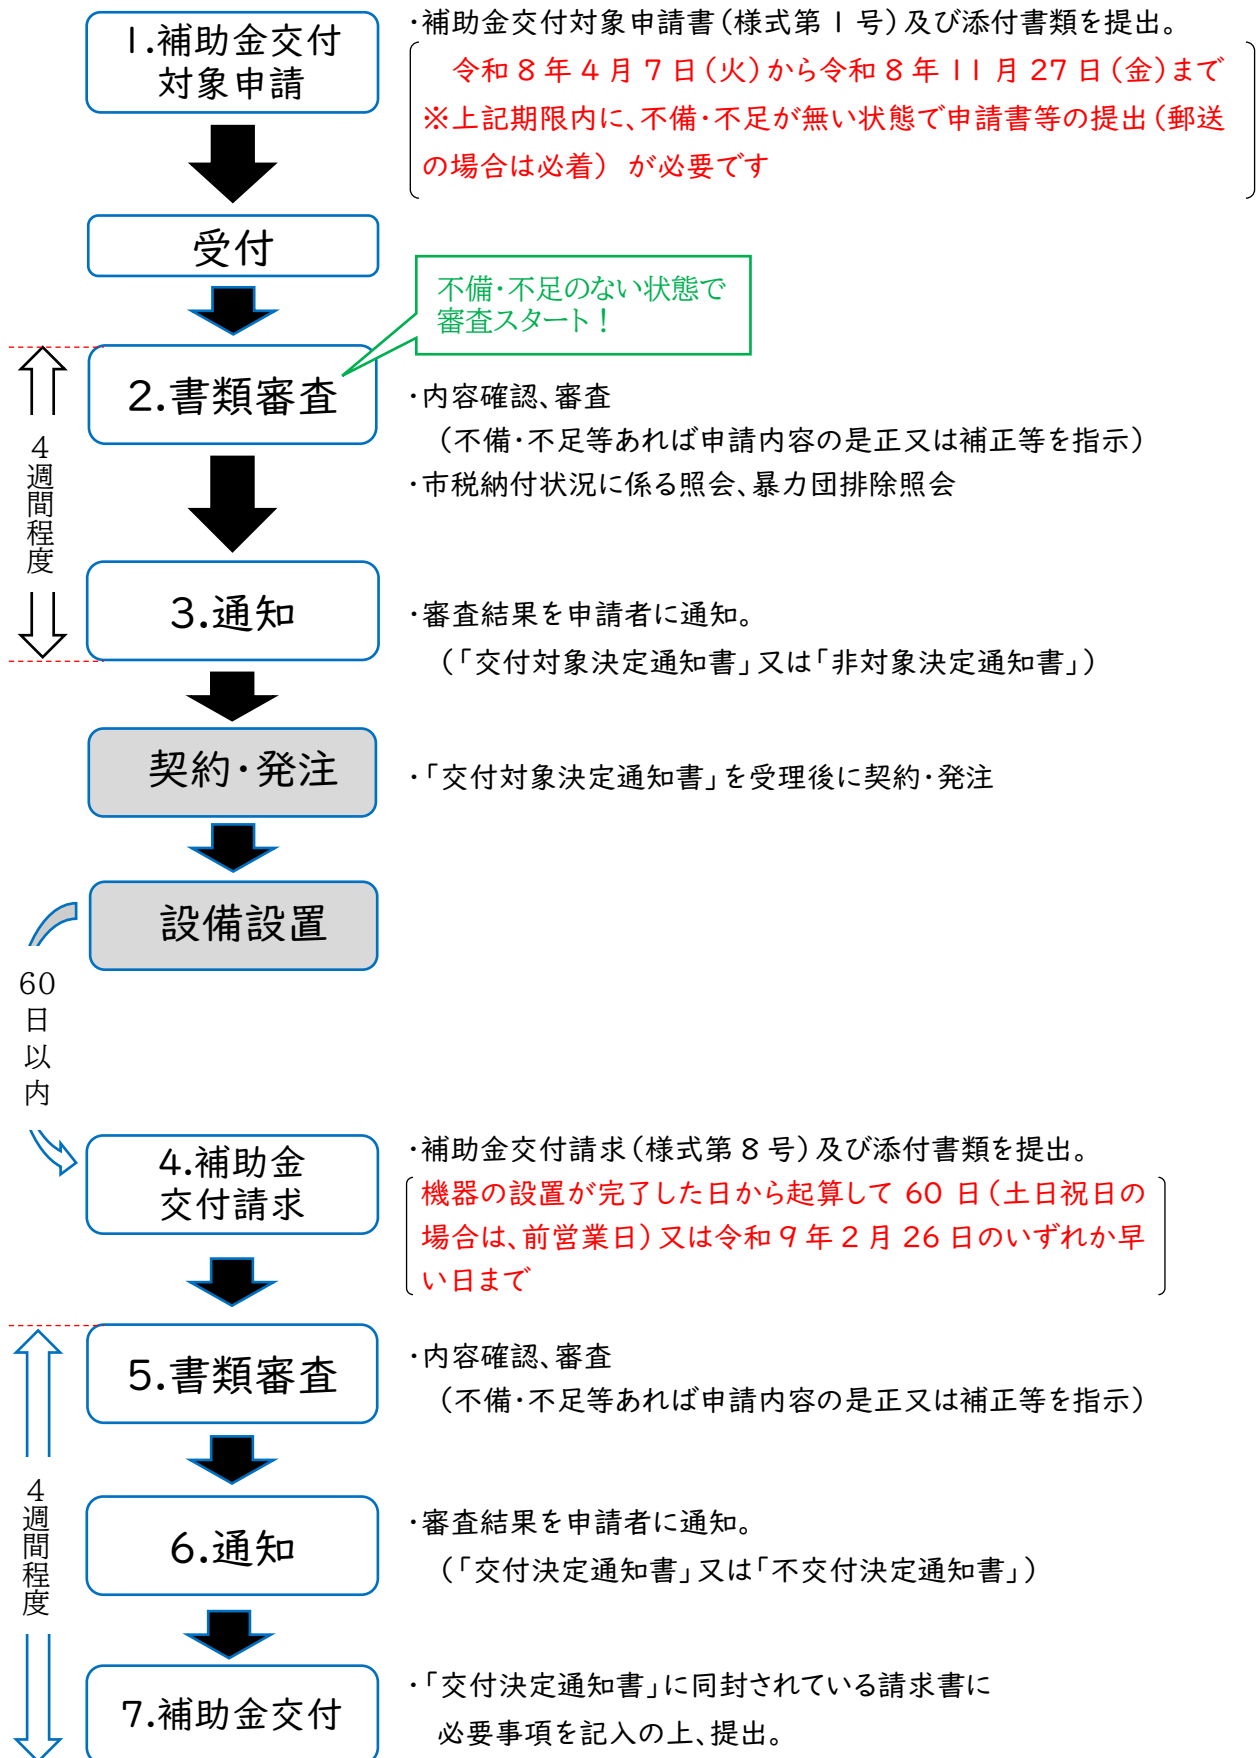 1.補助金交付
対象申請
・補助金交付対象申請書(様式第1号)及び添付書類を提出。
令和8年4月7日(火)から令和8年11月27日(金)まで
※上記期限内に、不備・不足が無い状態で申請書等の提出(郵送
の場合は必着) が必要です
受付
不備・不足のない状態で
審査スタート！
4週間程度
2.書類審査
・内容確認、審査
(不備・不足等あれば申請内容の是正又は補正等を指示)
・市税納付状況に係る照会、暴力団排除照会
3.通知
・審査結果を申請者に通知。
(「交付対象決定通知書」又は「非対象決定通知書」)
契約・発注
・「交付対象決定通知書」を受理後に契約・発注
設備設置
60
日
以
内
4.補助金
交付請求
・補助金交付請求(様式第8号)及び添付書類を提出。
機器の設置が完了した日から起算して 60 日(土日祝日の
場合は、前営業日)又は令和9年2月26日のいずれか早
い日まで
4週間程度
5.書類審査
・内容確認、審査
(不備・不足等あれば申請内容の是正又は補正等を指示)
6.通知
・審査結果を申請者に通知。
(「交付決定通知書」又は「不交付決定通知書」)
7.補助金交付
・「交付決定通知書」に同封されている請求書に
必要事項を記入の上、提出。